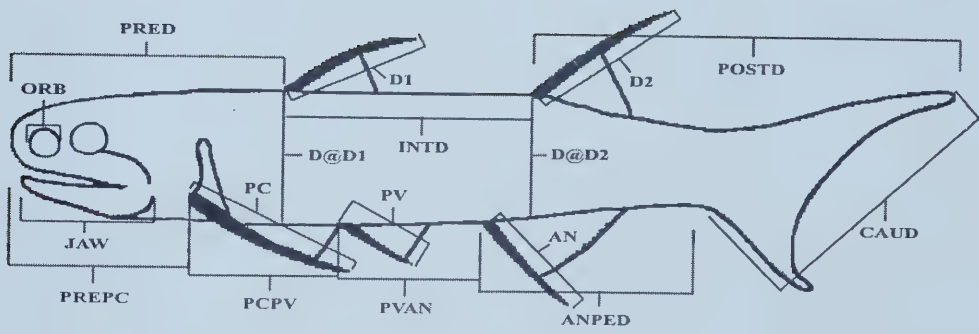 PRED
ORB
D1
D2
POSTD
INTD
D@D1
D@D2
PC
PV
AN
JAW
CAUD
PREPC
PCPV
PVAN
ANPED